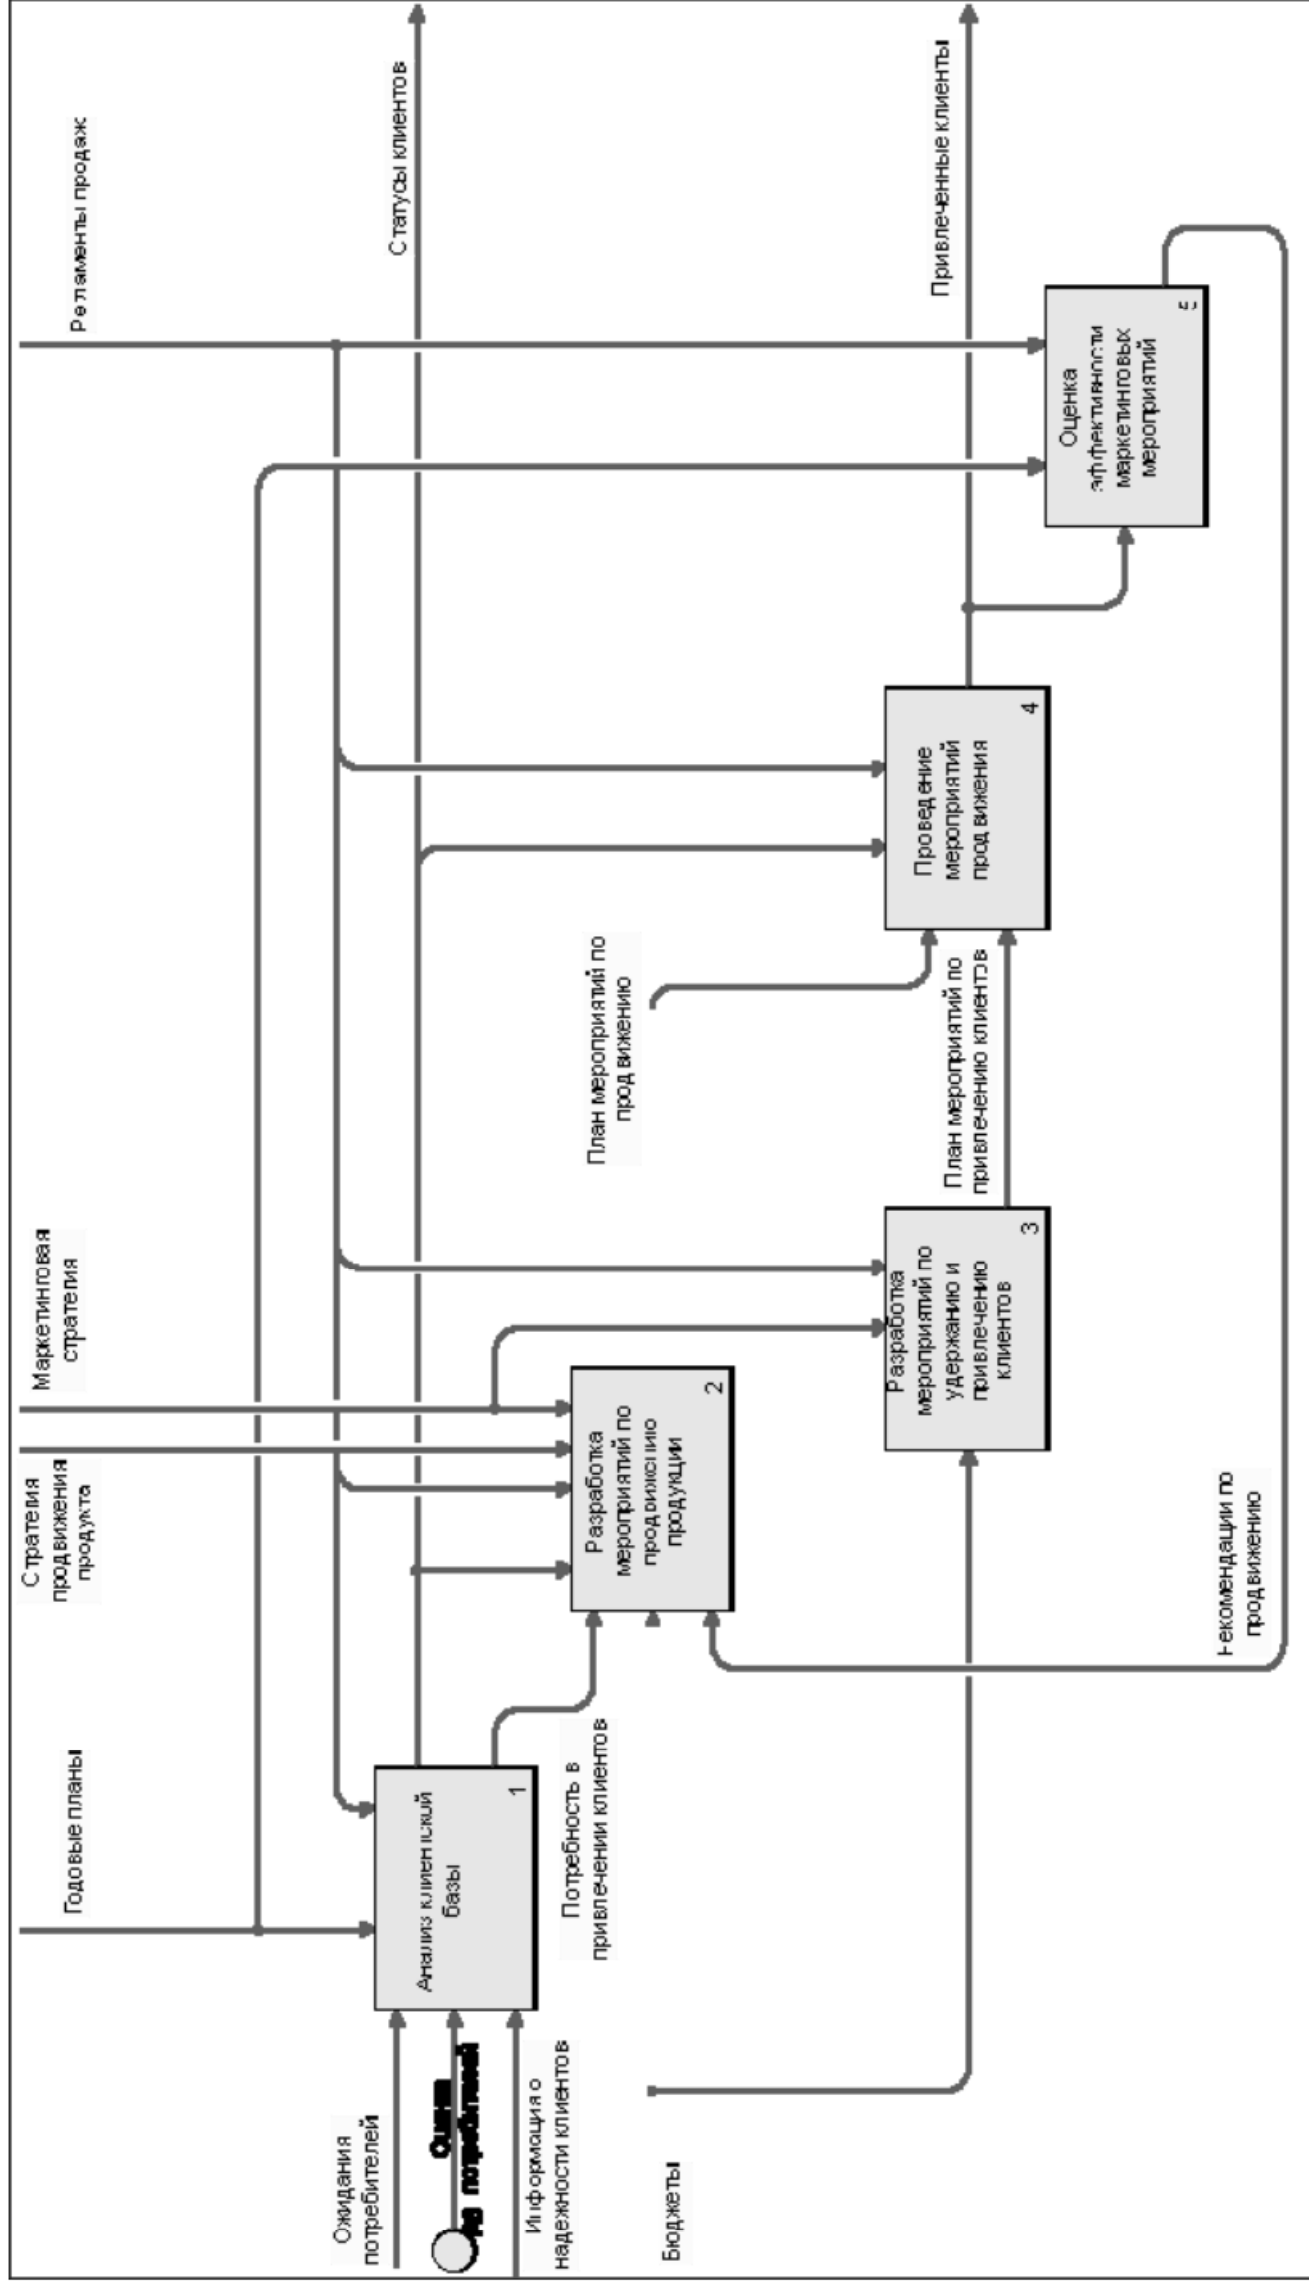 Годовые планы
Стратегия
продвижения
продукта
Маркетинговая
стратегия
Регламенты продаж
Статусы клиентов
Ожидания
потребителей
Оценка
потребителей
Информация о
надежности клиентов
Бюджеты
Анализ клиентской
базы
1
Потребность в
привлечении клиентов
Разработка
мероприятий по
продвижению
продукции
2
План мероприятий по
продвижению
Разработка
мероприятий по
удержанию и
привлечению
клиентов
3
План мероприятий по
привлечению клиентов
Проведение
мероприятий
продвижения
4
Привлеченные клиенты
Оценка
эффективности
маркетинговых
мероприятий
5
Рекомендации по
продвижению